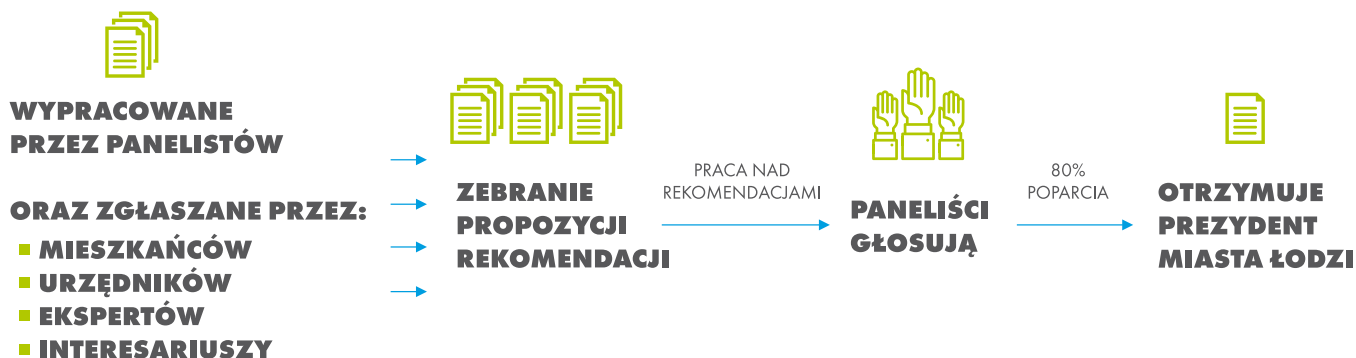 WYPRACOWANE
PRZEZ PANELISTÓW
ORAZ ZGŁASZANE PRZEZ:
MIESZKAŃCÓW
URZĘDNIKÓW
EKSPERTÓW
INTERESARIUSZY
ZEBRANIE
PROPOZYCJI
REKOMENDACJI
PRACA NAD
REKOMENDACJAMI
PANELIŚCI
GŁOSUJĄ
80%
POPARCIA
OTRZYMUJE
PREZYDENT
MIASTA ŁODZI